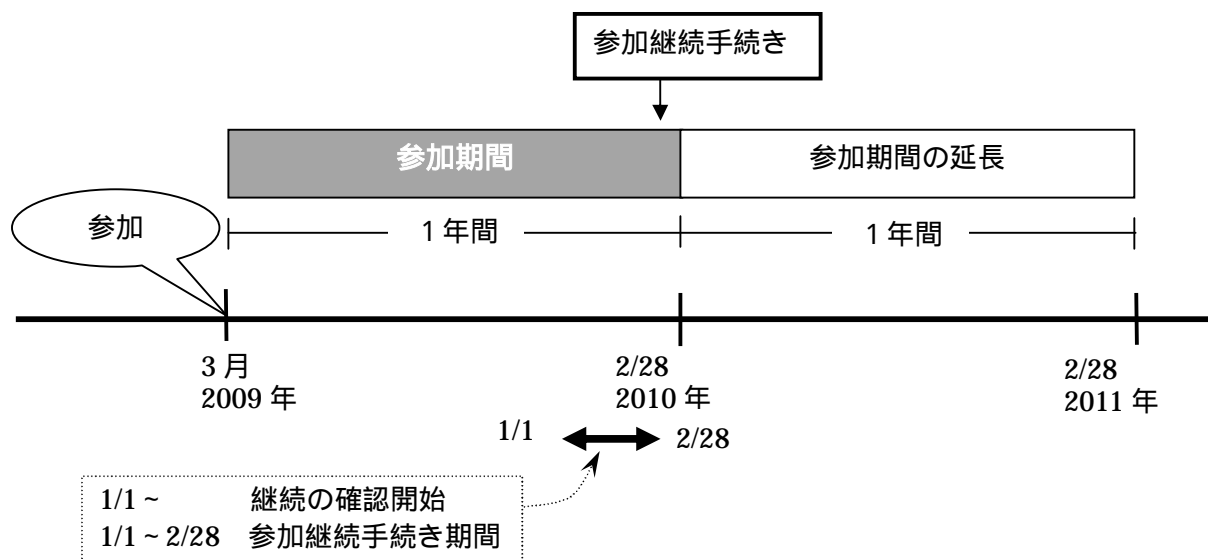 参加継続手続き
参加期間
参加期間の延長
参加
1年間
1年間
3月
2009年
2/28
2010年
2/28
2011年
1/1
2/28
1/1~ 継続の確認開始
1/1~2/28 参加継続手続き期間